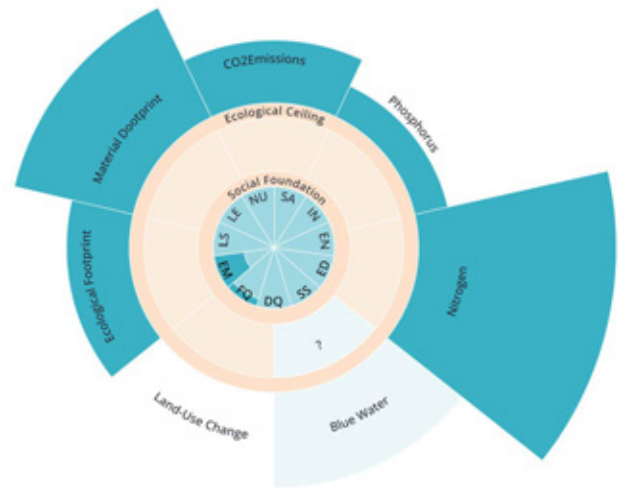 CO2Emissions
Phosphorus
Nitrogen
Blue Water
Land-Use Change
Ecological Footprint
Material Dootprint
Ecological Ceiling
Social Foundation
SA
IN
EN
ED
SS
DQ
EQ
EM
LS
LE
NU
?